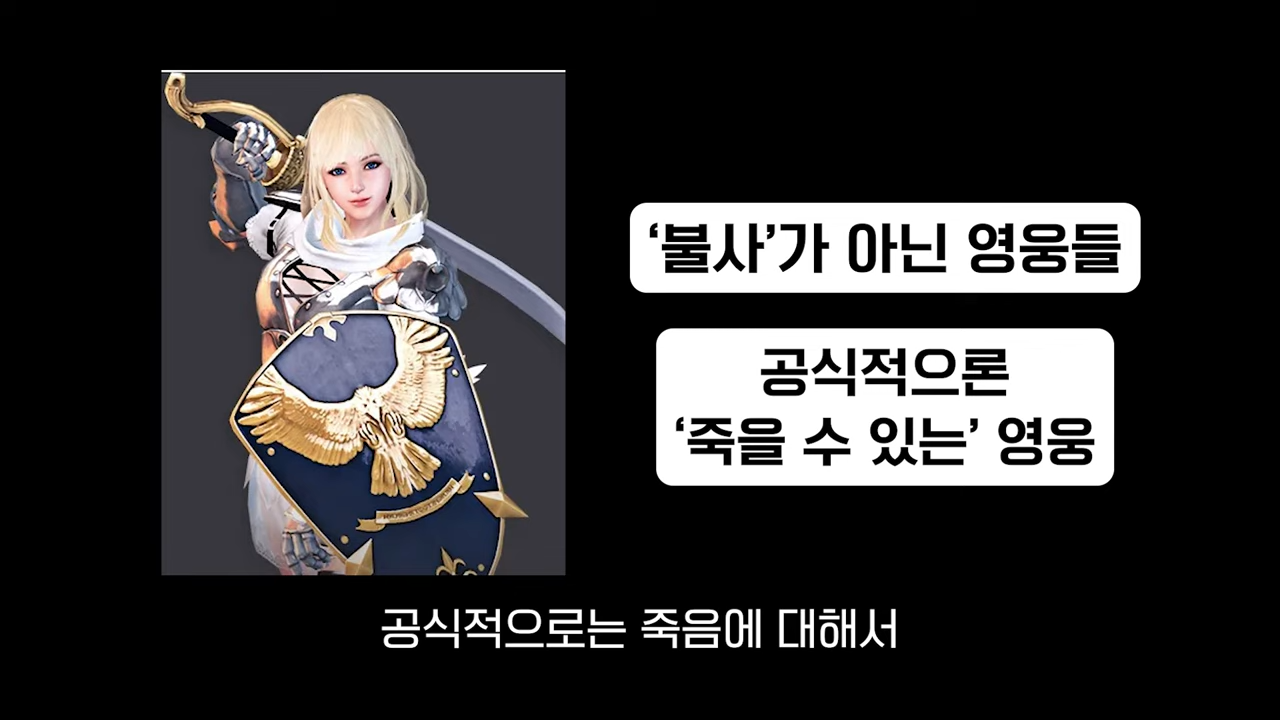 ‘불사’가 아닌 영웅들
공식적으론
‘죽을 수 있는’ 영웅
공식적으로는 죽음에 대해서